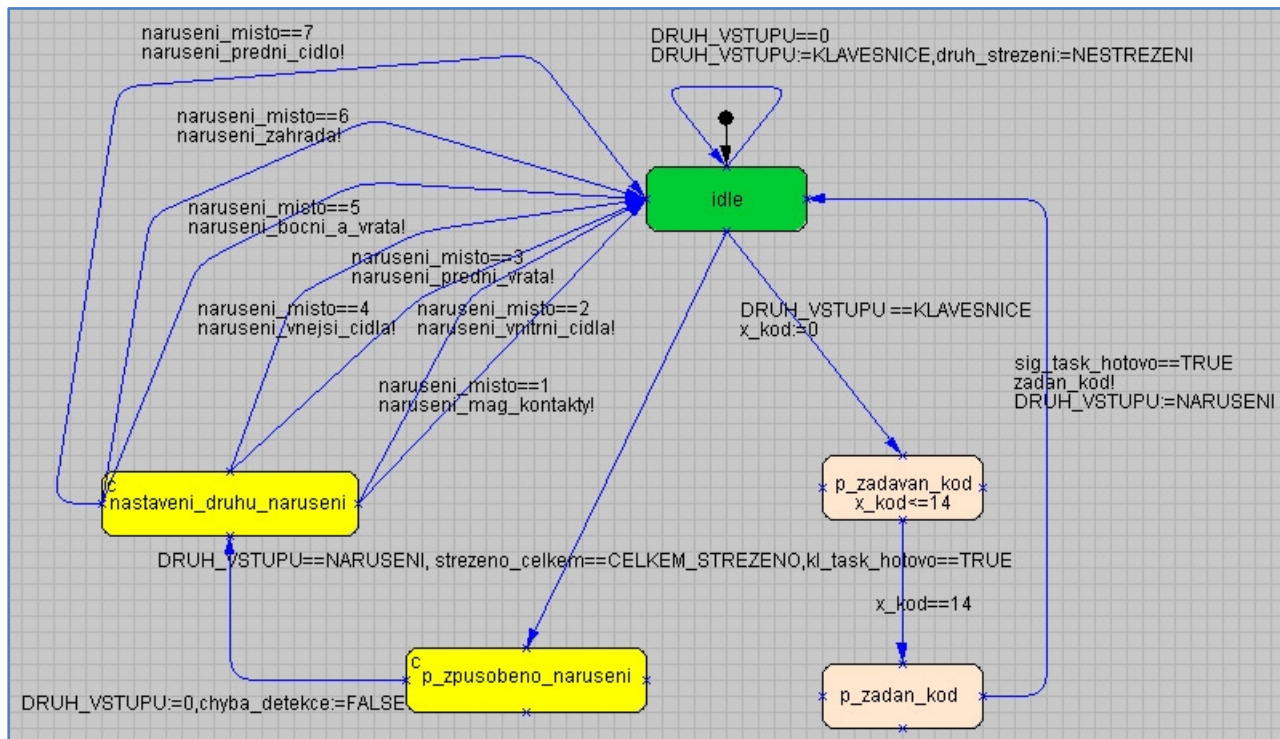 naruseni_misto==7
naruseni_predni_cidlo!
DRUH_VSTUPU==0
DRUH_VSTUPU:=KLAVESNICE,druh_strezeni:=NESTREZENI
naruseni_misto==6
naruseni_zahrada!
idle
naruseni_misto==5
naruseni_bocni_a_vrata!
naruseni_misto==3
naruseni_predni_vrata!
naruseni_misto==4
naruseni_vnejsi_cidla!
naruseni_misto==2
naruseni_vnitrni_cidla!
DRUH_VSTUPU ==KLAVESNICE
x_kod:=0
naruseni_misto==1
naruseni_mag_kontakty!
sig_task_hotovo==TRUE
zadan_kod!
DRUH_VSTUPU:=NARUSENI
C
nastaveni_druhu_naruseni
p_zadavan_kod
x_kod<=14
DRUH_VSTUPU==NARUSENI, strezeno_celkem==CELKEM_STREZENO,kl_task_hotovo==TRUE
x_kod==14
C
p_zpusobeno_naruseni
p_zadan_kod
DRUH_VSTUPU:=0,chyba_detekce:=FALSE